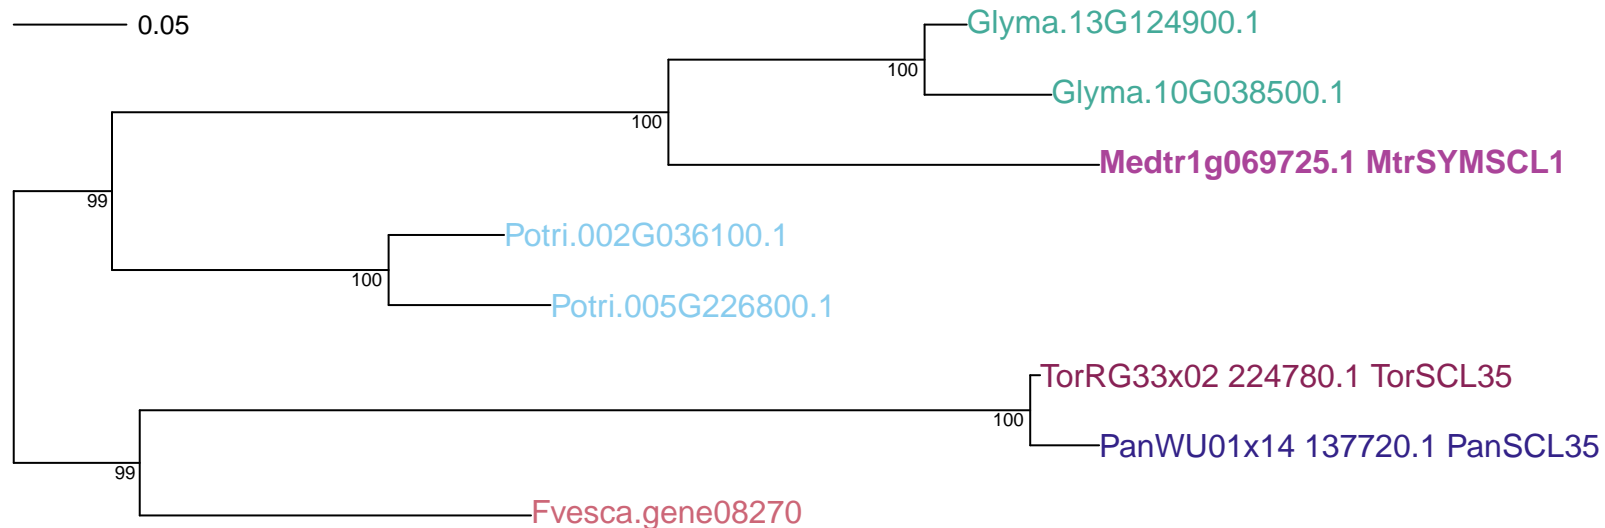 0.05
Glyma.13G124900.1
100
Glyma.10G038500.1
100
Medtr1g069725.1 MtrSYMSCL1
99
Potri.002G036100.1
100
Potri.005G226800.1
TorRG33x02 224780.1 TorSCL35
100
PanWU01x14 137720.1 PanSCL35
99
Fvesca.gene08270